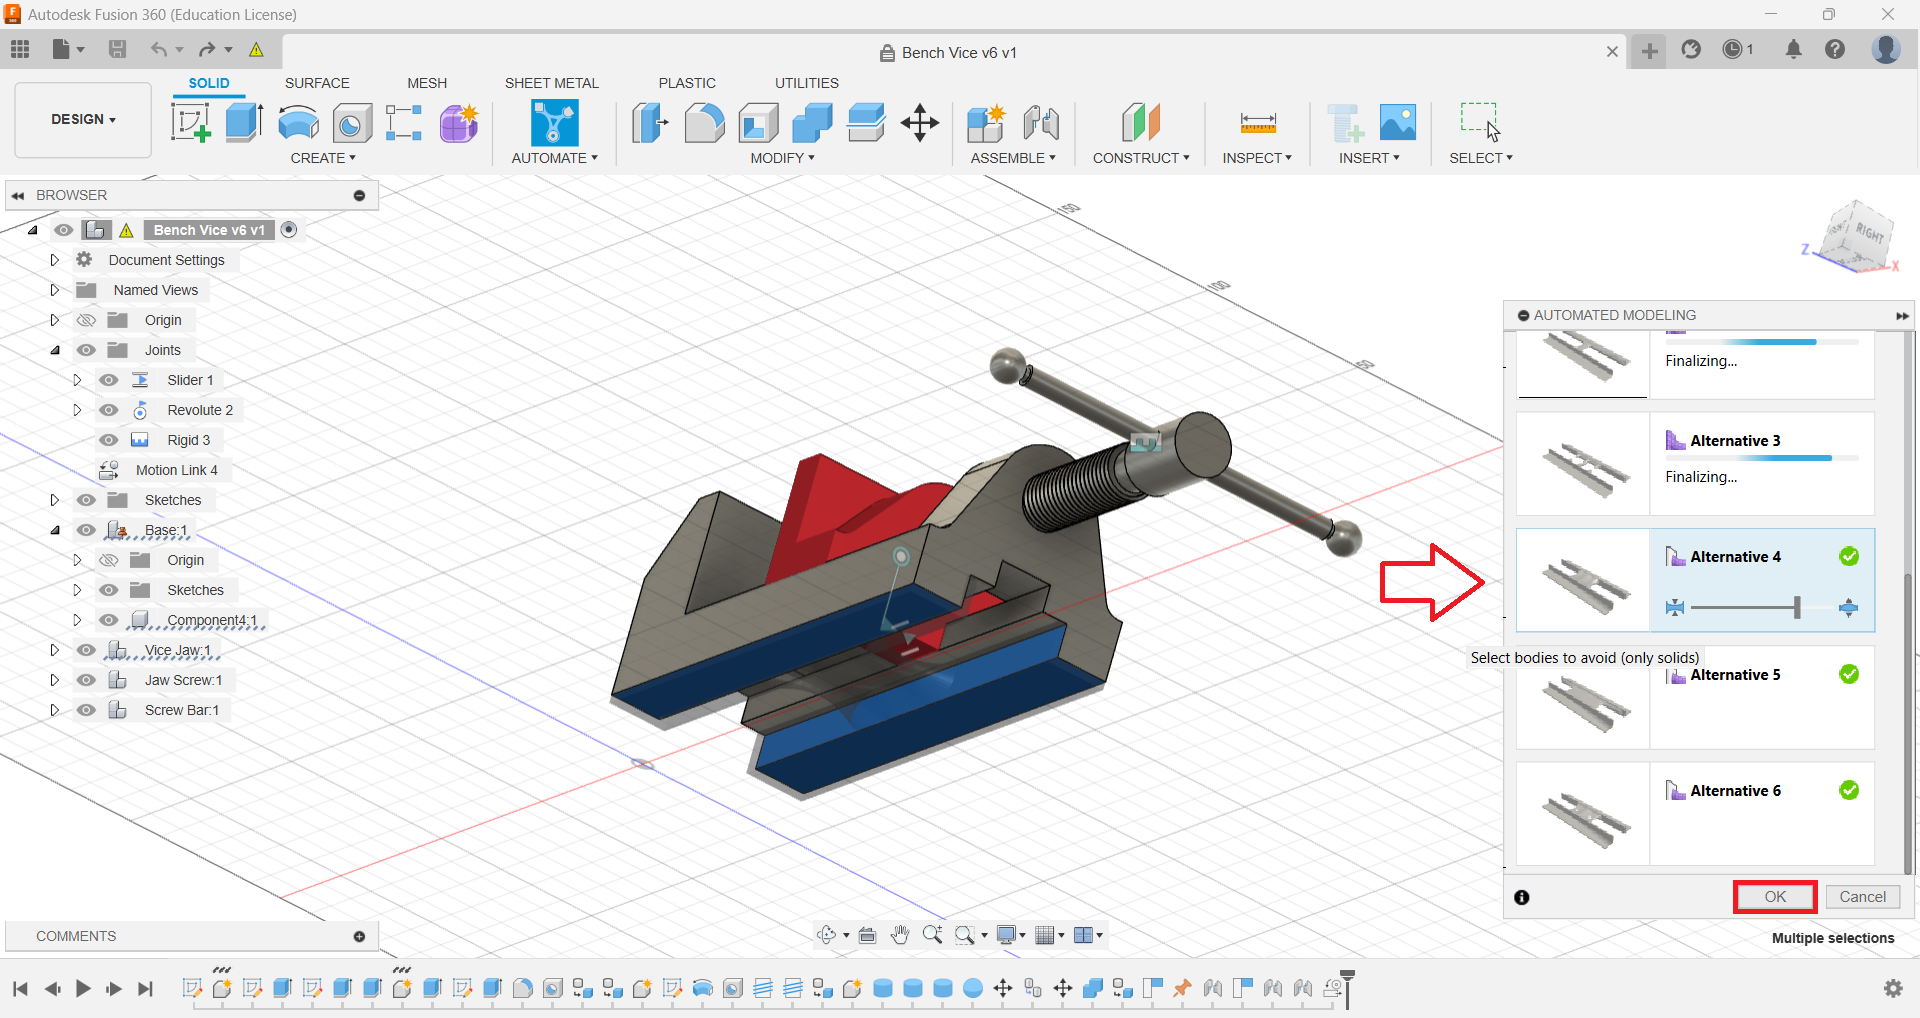 Autodesk Fusion 360 (Education License)
Bench Vice v6 v1
1
SOLID SURFACE MESH SHEET METAL PLASTIC UTILITIES
DESIGN
CREATE AUTOMATE MODIFY ASSEMBLE CONSTRUCT INSPECT INSERT SELECT
BROWSER
Bench Vice v6 v1
Document Settings
Named Views
Origin
Joints
Slider 1
Revolute 2
Rigid 3
Motion Link 4
Sketches
Base:1
Origin
Sketches
Component4:1
Vice Jaw:1
Jaw Screw:1
Screw Bar:1
150
100
50
RIGHT
Z
X
AUTOMATED MODELING
Finalizing...
Alternative 3
Finalizing...
Alternative 4
Select bodies to avoid (only solids)
Alternative 5
Alternative 6
OK Cancel
COMMENTS
Multiple selections